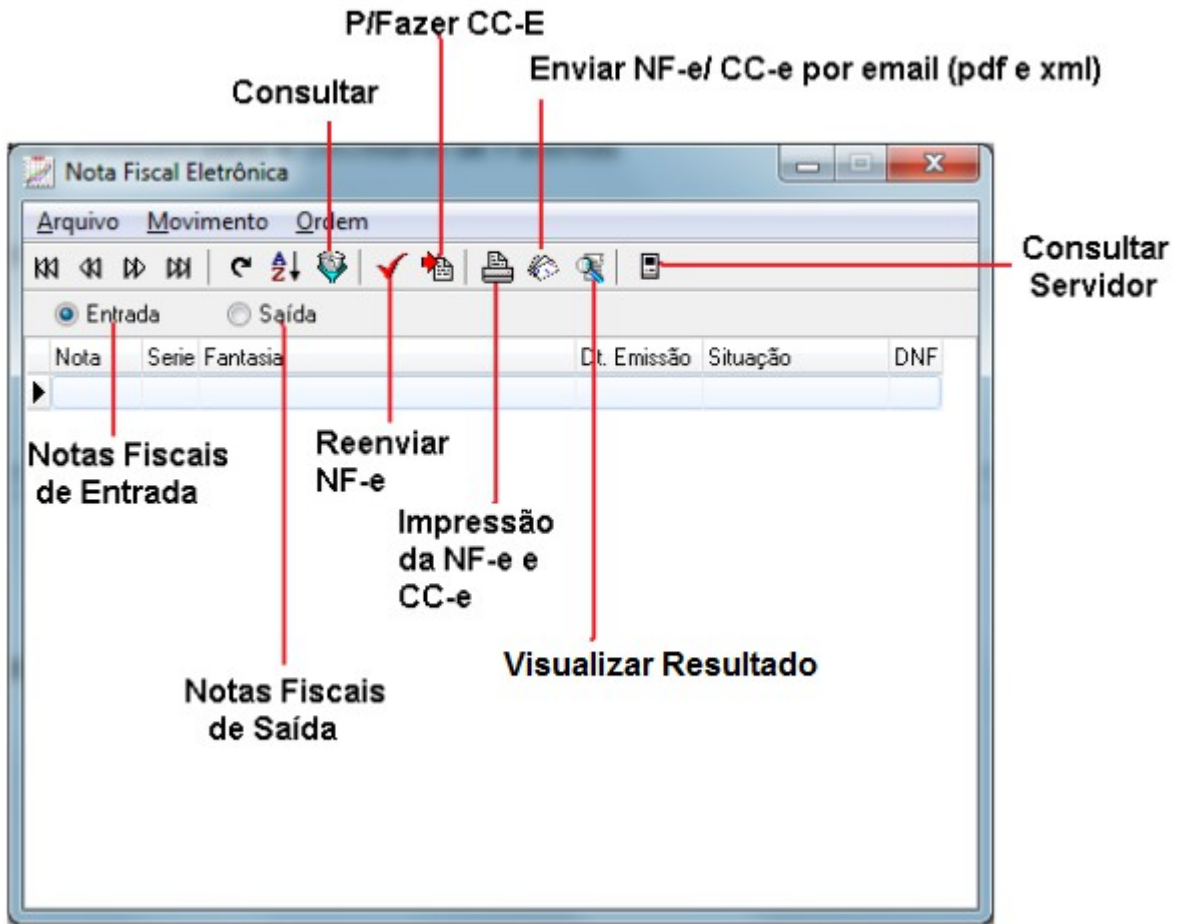 P/Fazer CC-E
Enviar NF-e/ CC-e por email (pdf e xml)
Consultar
Nota Fiscal Eletrônica
Arquivo Movimento Ordem
Consultar
Servidor
Entrada Saída
Nota Serie Fantasia Dt. Emissão Situação DNF
Notas Fiscais
de Entrada
Reenviar
NF-e
Impressão
da NF-e e
CC-e
Visualizar Resultado
Notas Fiscais
de Saída